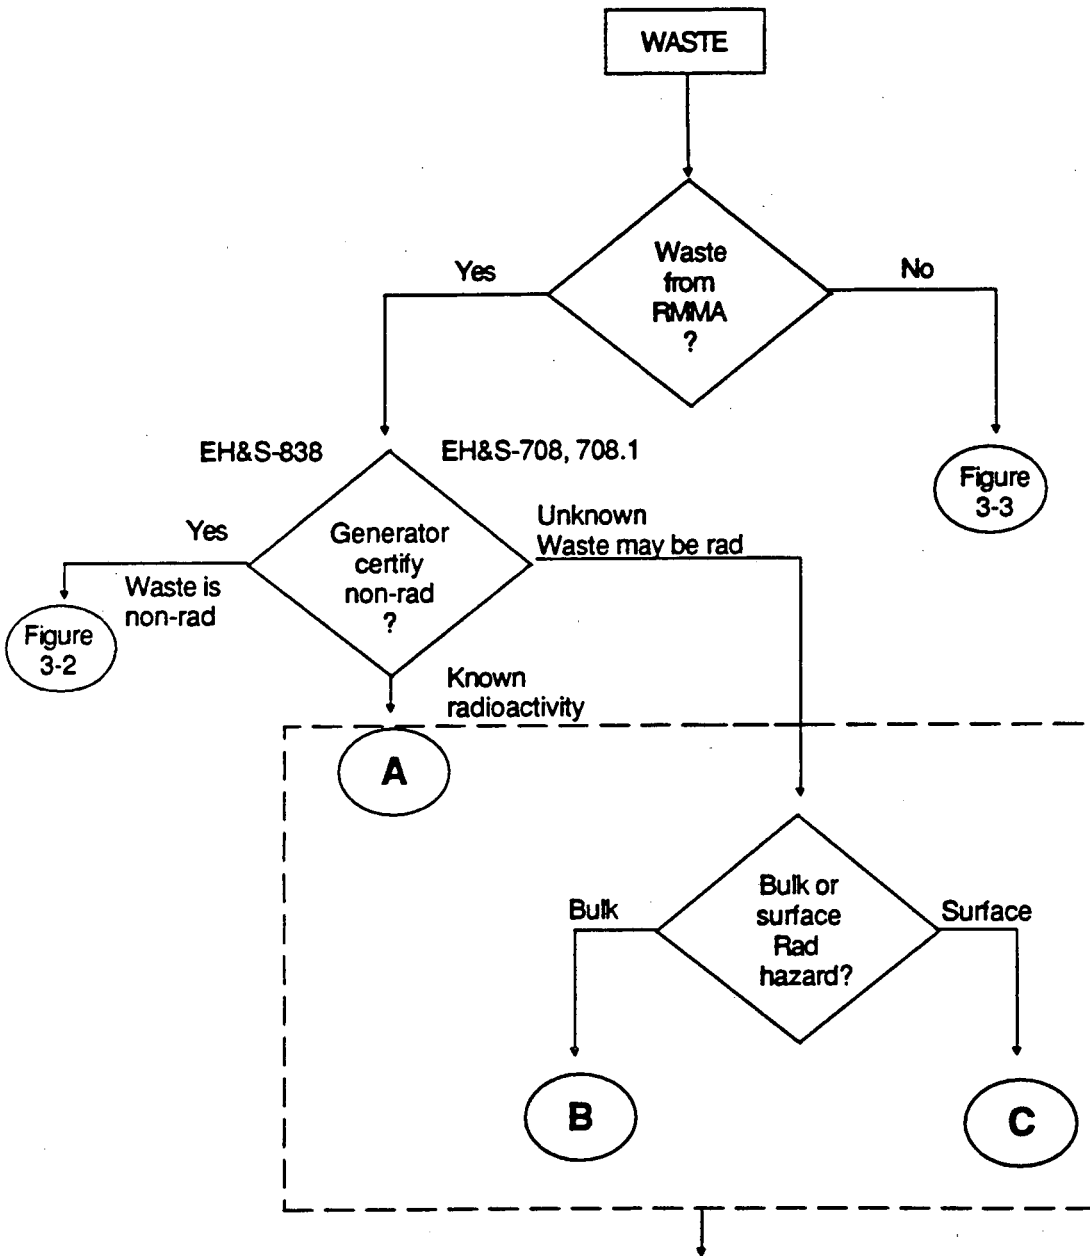 WASTE
Waste
from
RMMA
?
Yes
No
EH&S-838
EH&S-708, 708.1
Figure
3-3
Generator
certify
non-rad
?
Yes
Waste is
non-rad
Unknown
Waste may be rad
Figure
3-2
Known
radioactivity
A
Bulk or
surface
Rad
hazard?
Bulk
Surface
B
C